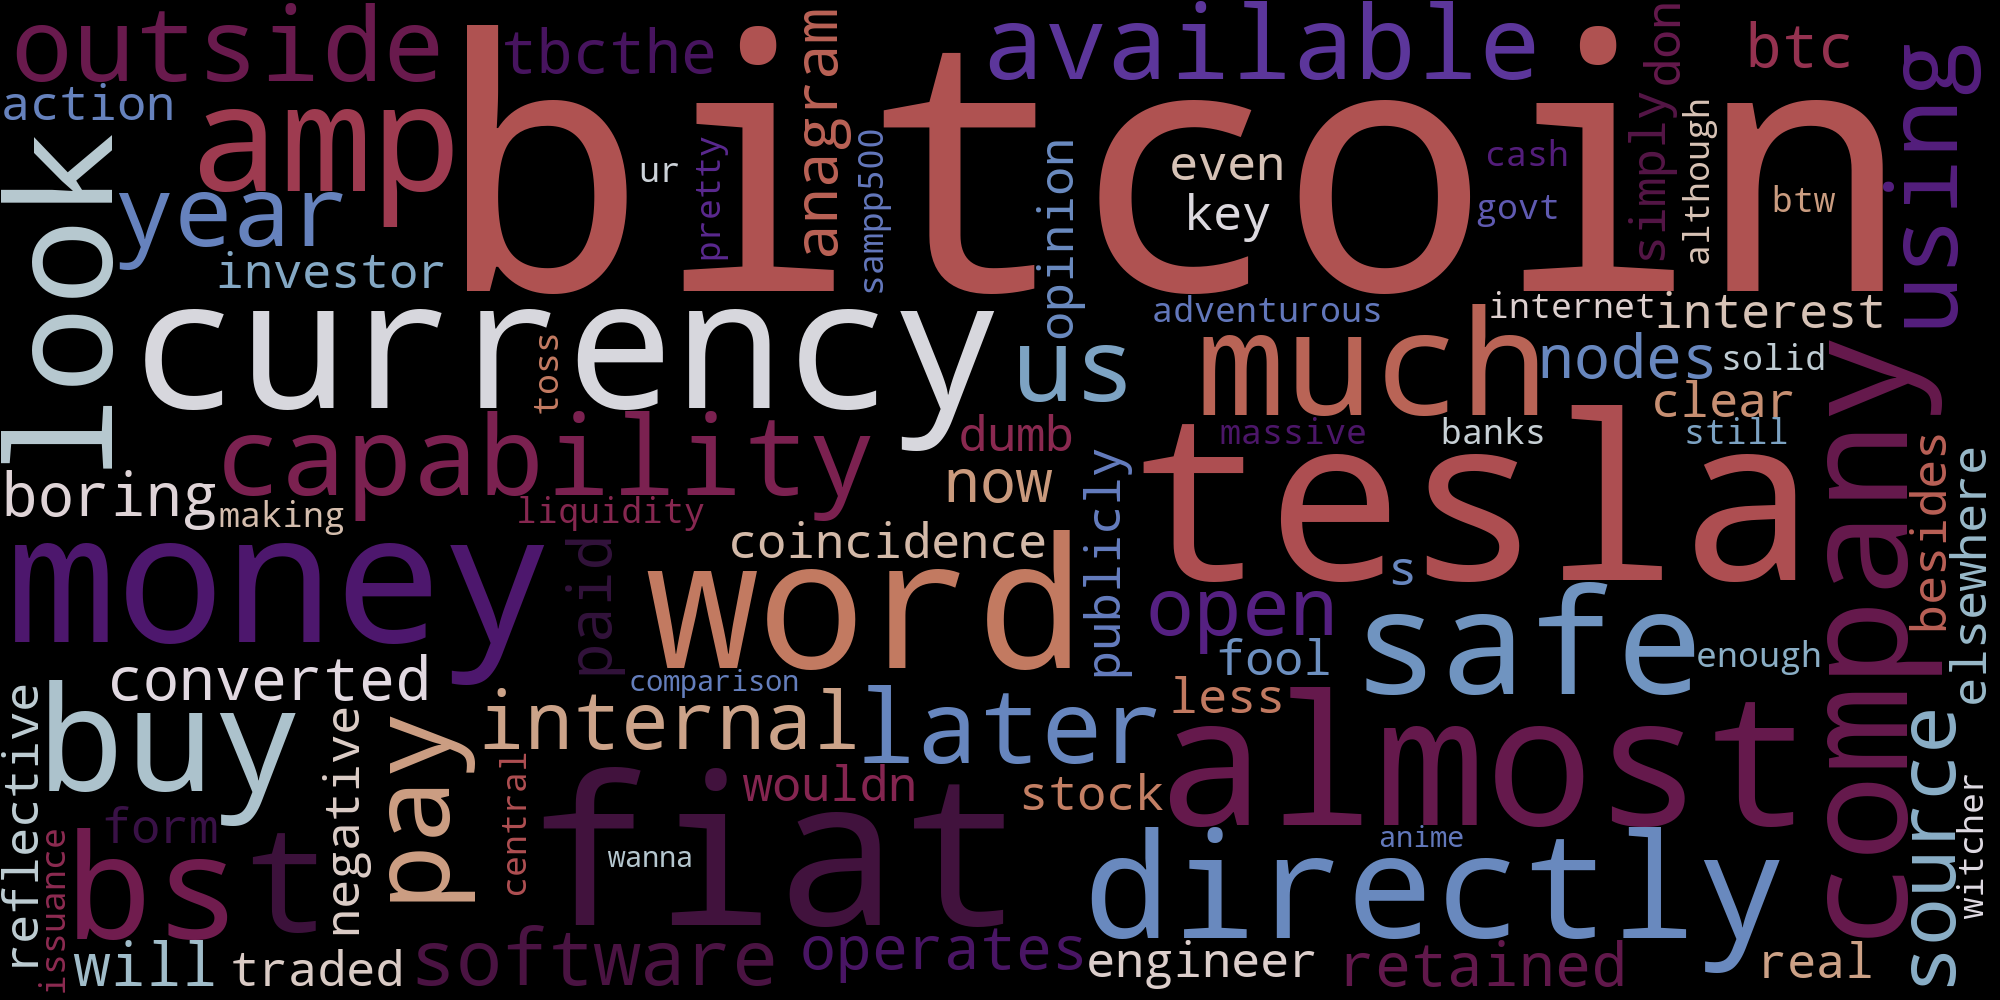 outside
bitcoin
tbcthe
anagram
available
don
btc
using
action
amp
look
year
ur
pretty
sampp500
opinion
even
key
cash
govt
simply
although
btw
investor
currency
toss
us
adventurous
internet
interest
much
nodes
solid
clear
company
capability
dumb
tesla
massive
banks
still
besides
elsewhere
boring
making
liquidity
now
publicly
money
paid
coincidence
word
s
open
safe
fool
enough
converted
comparison
less
reflective
buy
negative
pay
internal
later
almost
source
central
wouldn
stock
witcher
form
fiat
anime
issuance
bst
wanna
directly
will
traded
software
operates
engineer
retained
real